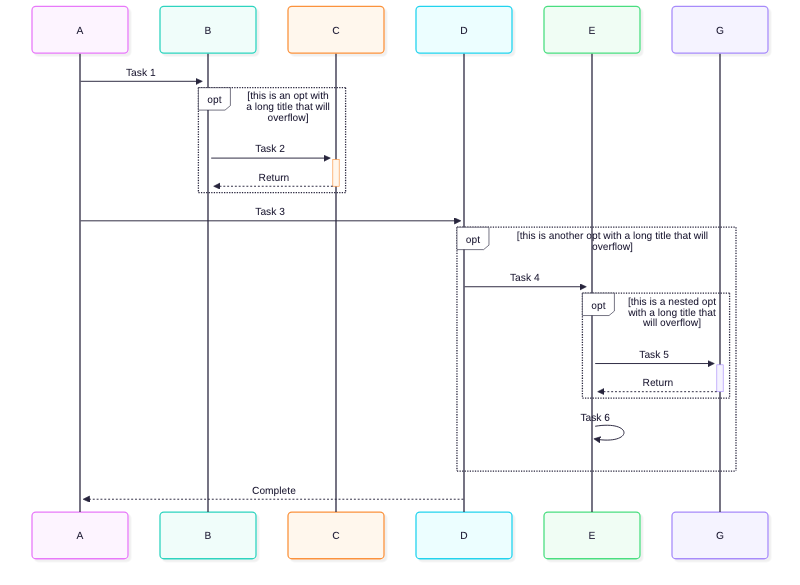 A
B
C
D
E
G
Task 1
opt
[this is an opt with
a long title that will
overflow]
Task 2
Return
Task 3
opt
[this is another opt with a long title that will
overflow]
Task 4
opt
[this is a nested opt
with a long title that
will overflow]
Task 5
Return
Task 6
Complete
A
B
C
D
E
G